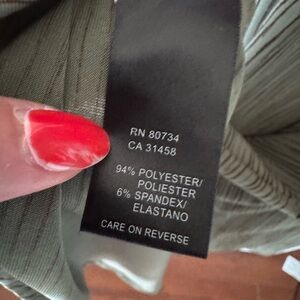 RN 80734
CA 31458
94% POLYESTER/
POLIESTER
6% SPANDEX/
ELASTANO
CARE ON REVERSE